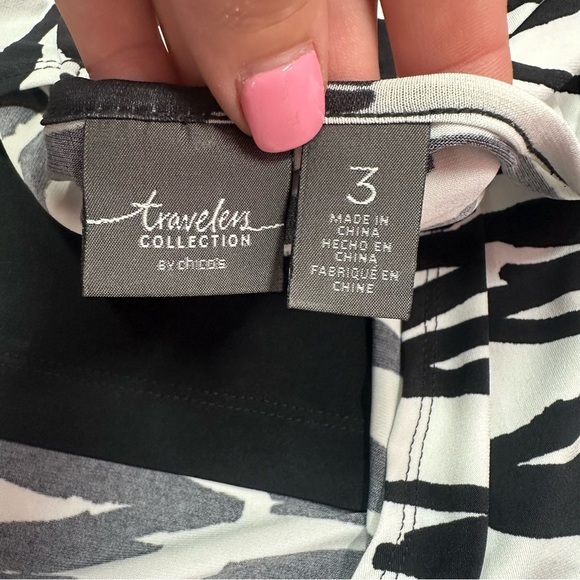 travelers
COLLECTION
BY chico's
3
MADE IN
CHINA
HECHO EN
CHINA
FABRIQUÉ EN
CHINE